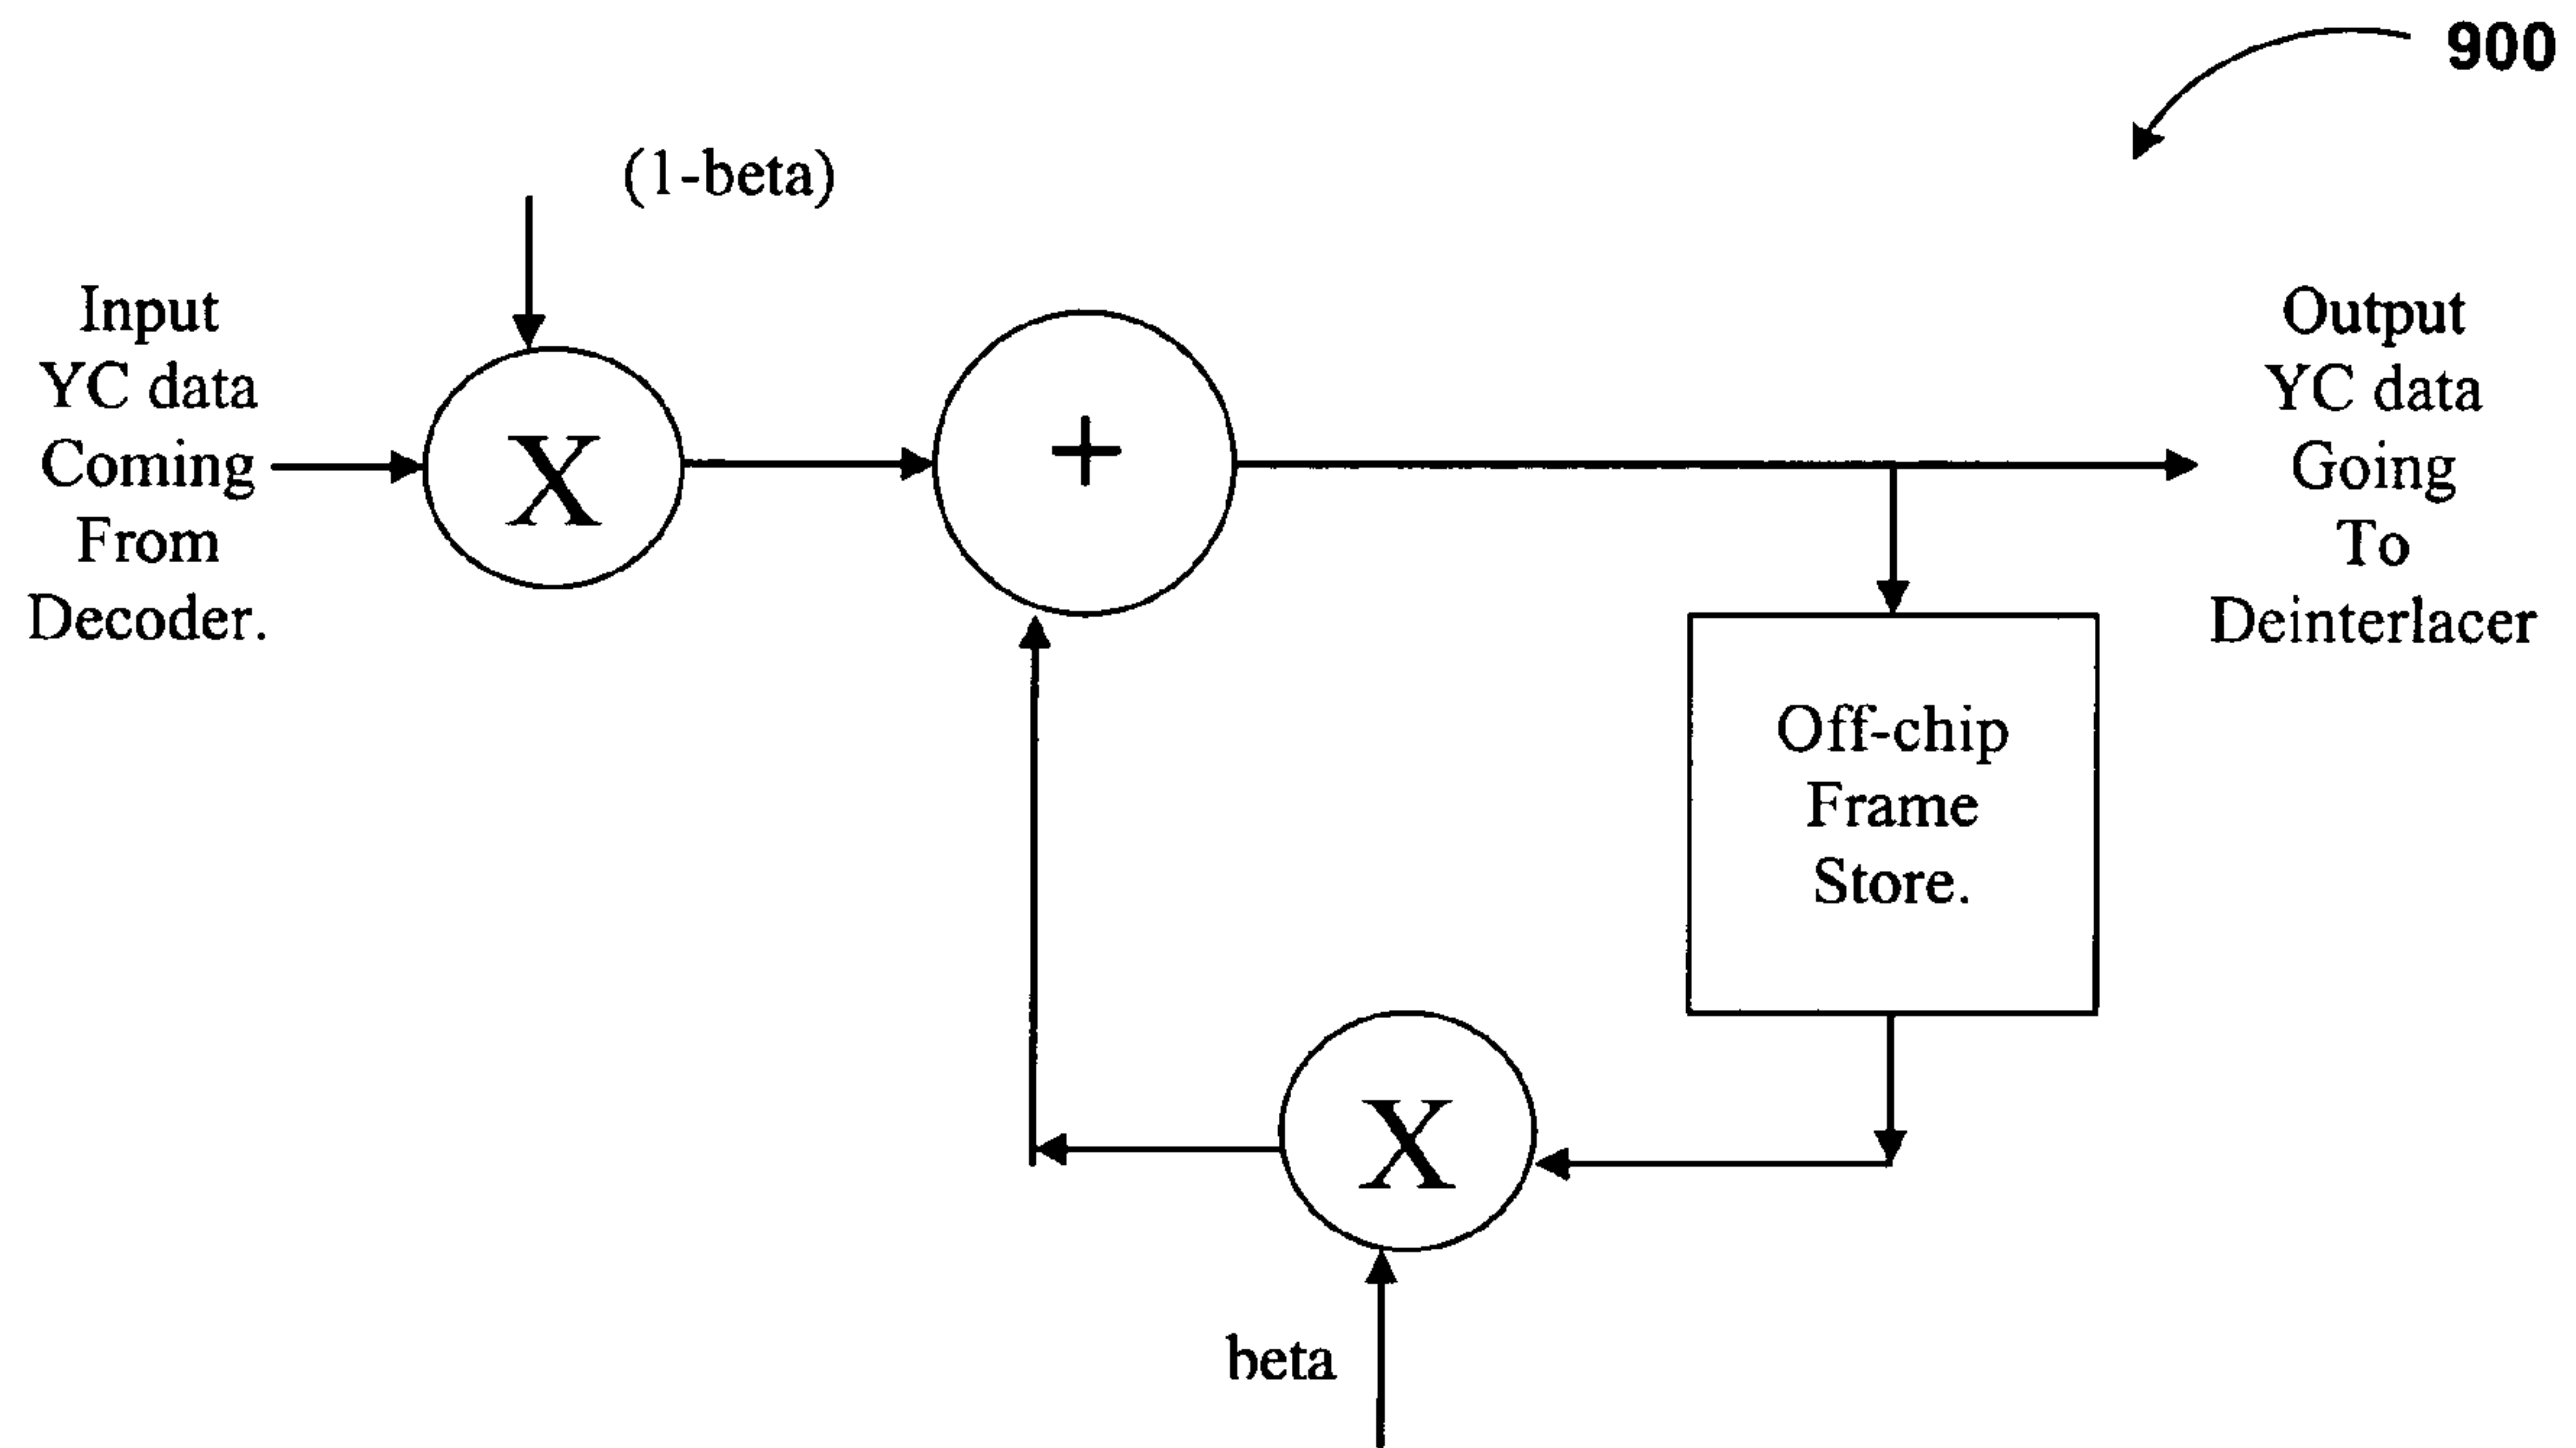 900
(1-beta)
Input
YC data
Coming
From
Decoder.
X
+
Output
YC data
Going
To
Deinterlacer
Off-chip
Frame
Store.
X
beta